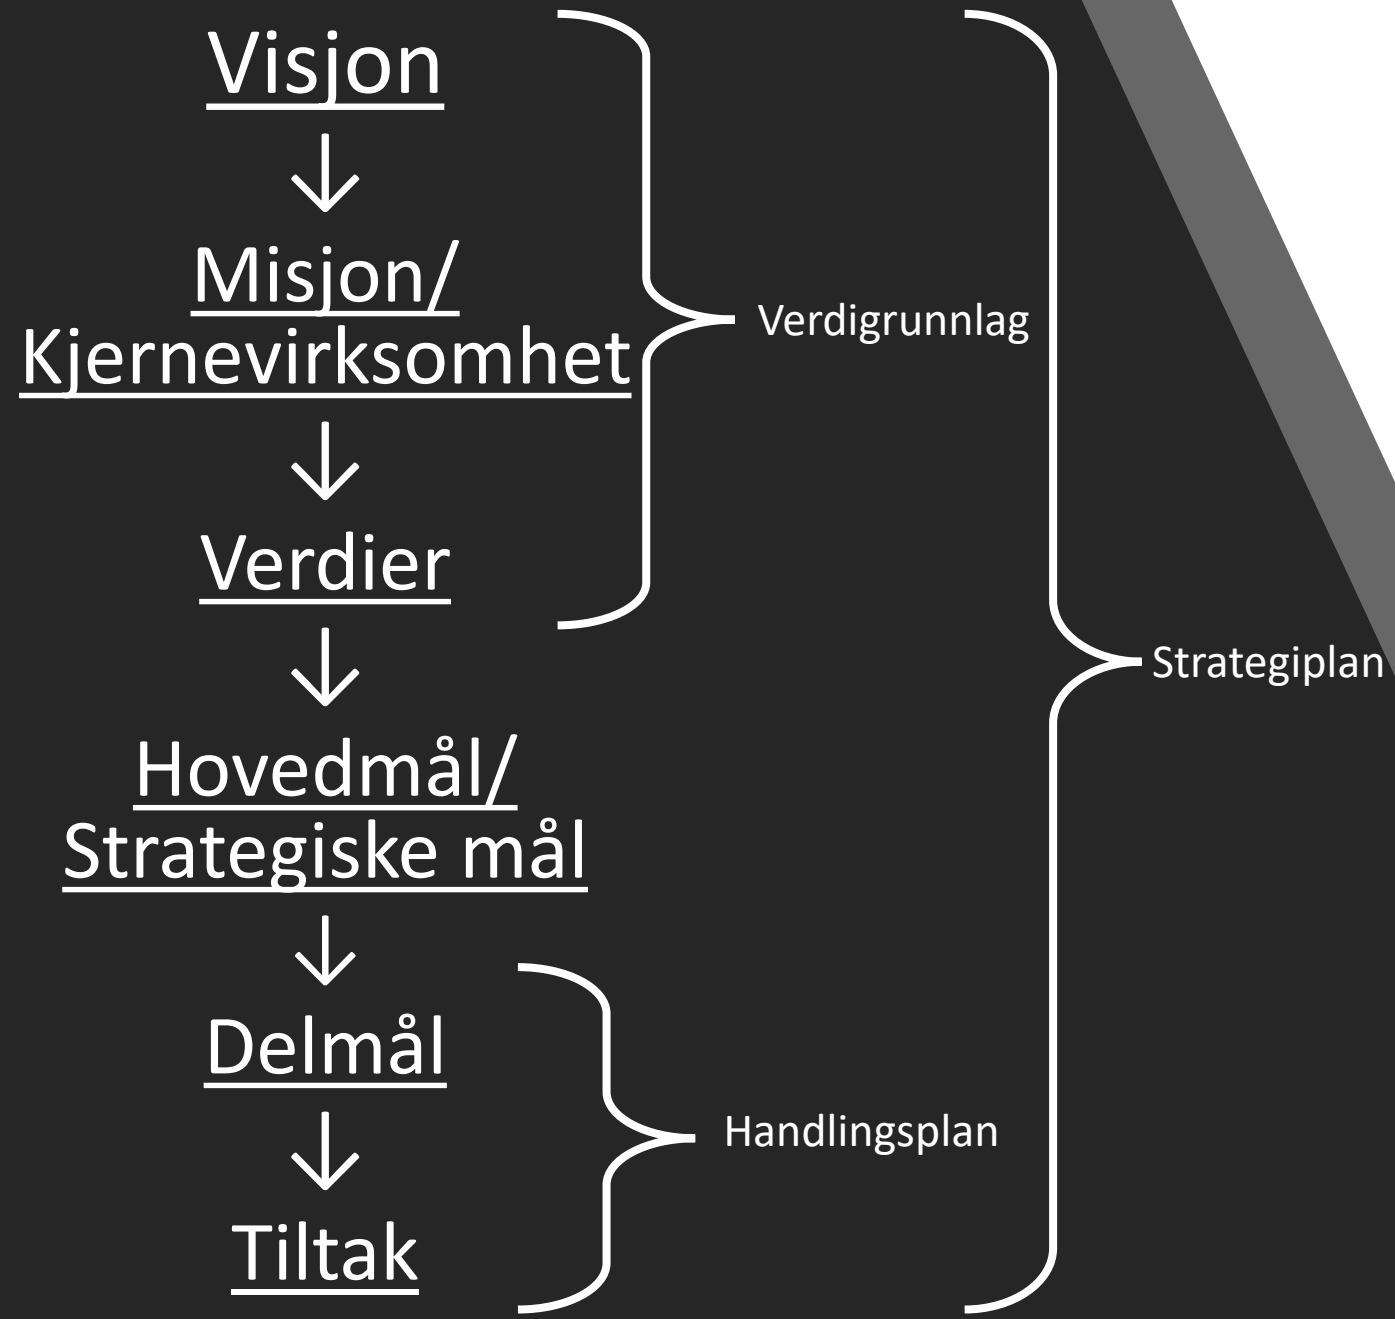 Visjon
↓
Misjon/
Kjernevirksomhet
↓
Verdier
↓
Hovedmål/
Strategiske mål
↓
Delmål
↓
Tiltak
Verdigrunnlag
Handlingsplan
Strategiplan